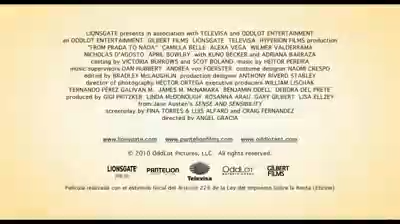 LIONSGATE presents in association with TELEVISA and ODDLOT ENTERTAINMENT
an ODDLOT ENTERTAINMENT GILBERT FILMS LIONSGATE TELEVISA HYPERION FILMS production
"FROM PRADA TO NADA" CAMILLA BELLE ALEXA VEGA WILMER VALDERRAMA
NICHOLAS D'AGOSTO APRIL BOWLBY with KUNO BECKER and ADRIANA BARRAZA
casting by VICTORIA BURROWS and SCOT BOLAND music by HEITOR PEREIRA
music supervisors DAN HUBBERT / ANDREA von FOERSTER costume designer NAOMI CRESPO
edited by BRADLEY McLAUGHLIN production designer ANTHONY RIVERO STABLEY
director of photography HECTOR ORTEGA executive producers WILLIAM LISCHAK
FERNANDO PÉREZ GAVILAN M. JAMES M. McNAMARA BENJAMIN ODELL DEBORA DEL PRETE
produced by GIGI PRITZKER LINDA McDONOUGH ROSANNA ARAU GARY GILBERT LISA ELLZEY
from Jane Austen's SENSE AND SENSIBILITY
screenplay by FINA TORRES & LUIS ALFARO and CRAIG FERNANDEZ
directed by ANGEL GRACIA
www.lionsgate.com www.pantelionfilms.com www.oddlotent.com
© 2010 OddLot Pictures, LLC. All rights reserved.
LIONSGATE PANTELION FILMS Televisa ODDLOT ENTERTAINMENT GILBERT FILMS
Película realizada con el estímulo fiscal del Artículo 226 de la Ley del Impuesto Sobre la Renta